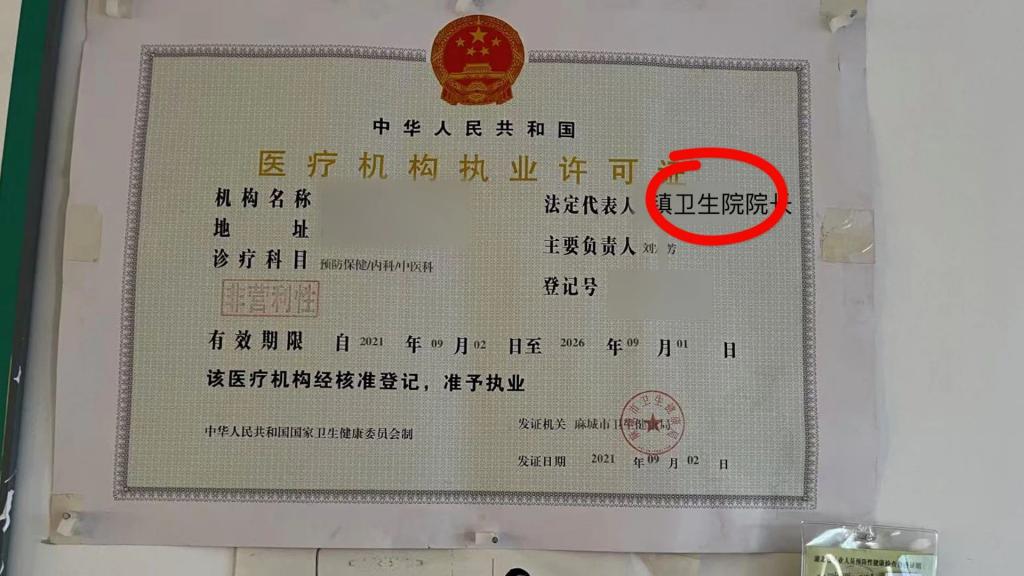 中华人民共和国
医疗机构执业许可证
机构名称
法定代表人 镇卫生院院长
地 址
主要负责人 刘 芳
诊疗科目 预防保健/内科/中医科
登记号
非营利性
有效期限 自 2021 年 09 月 02 日至 2026 年 09 月 01 日
该医疗机构经核准登记，准予执业
发证机关 麻城市卫生健康局
中华人民共和国国家卫生健康委员会制
发证日期 2021 年 09 月 02 日